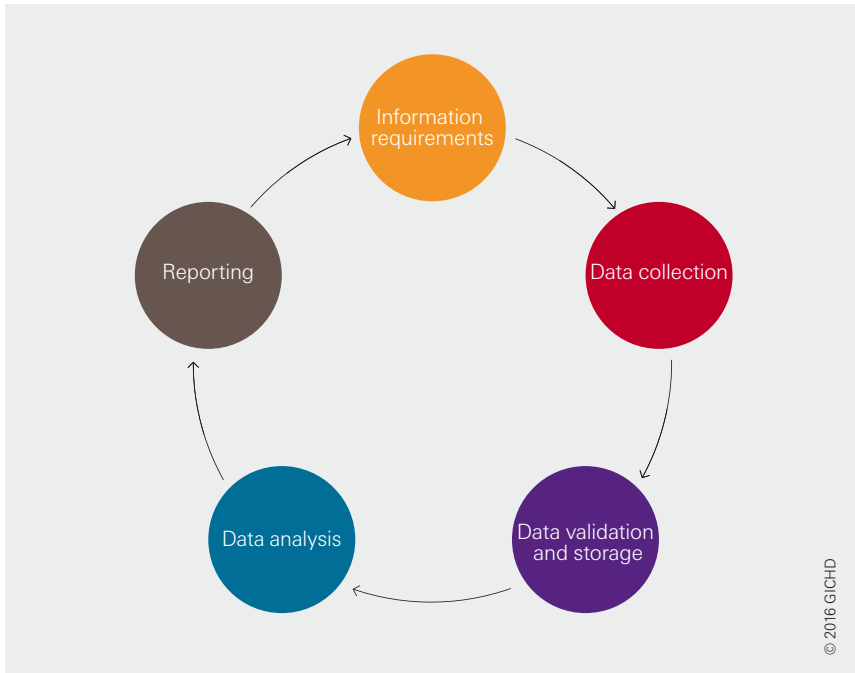 Information
requirements
Data collection
Data validation
and storage
Data analysis
Reporting
© 2016 GICHD